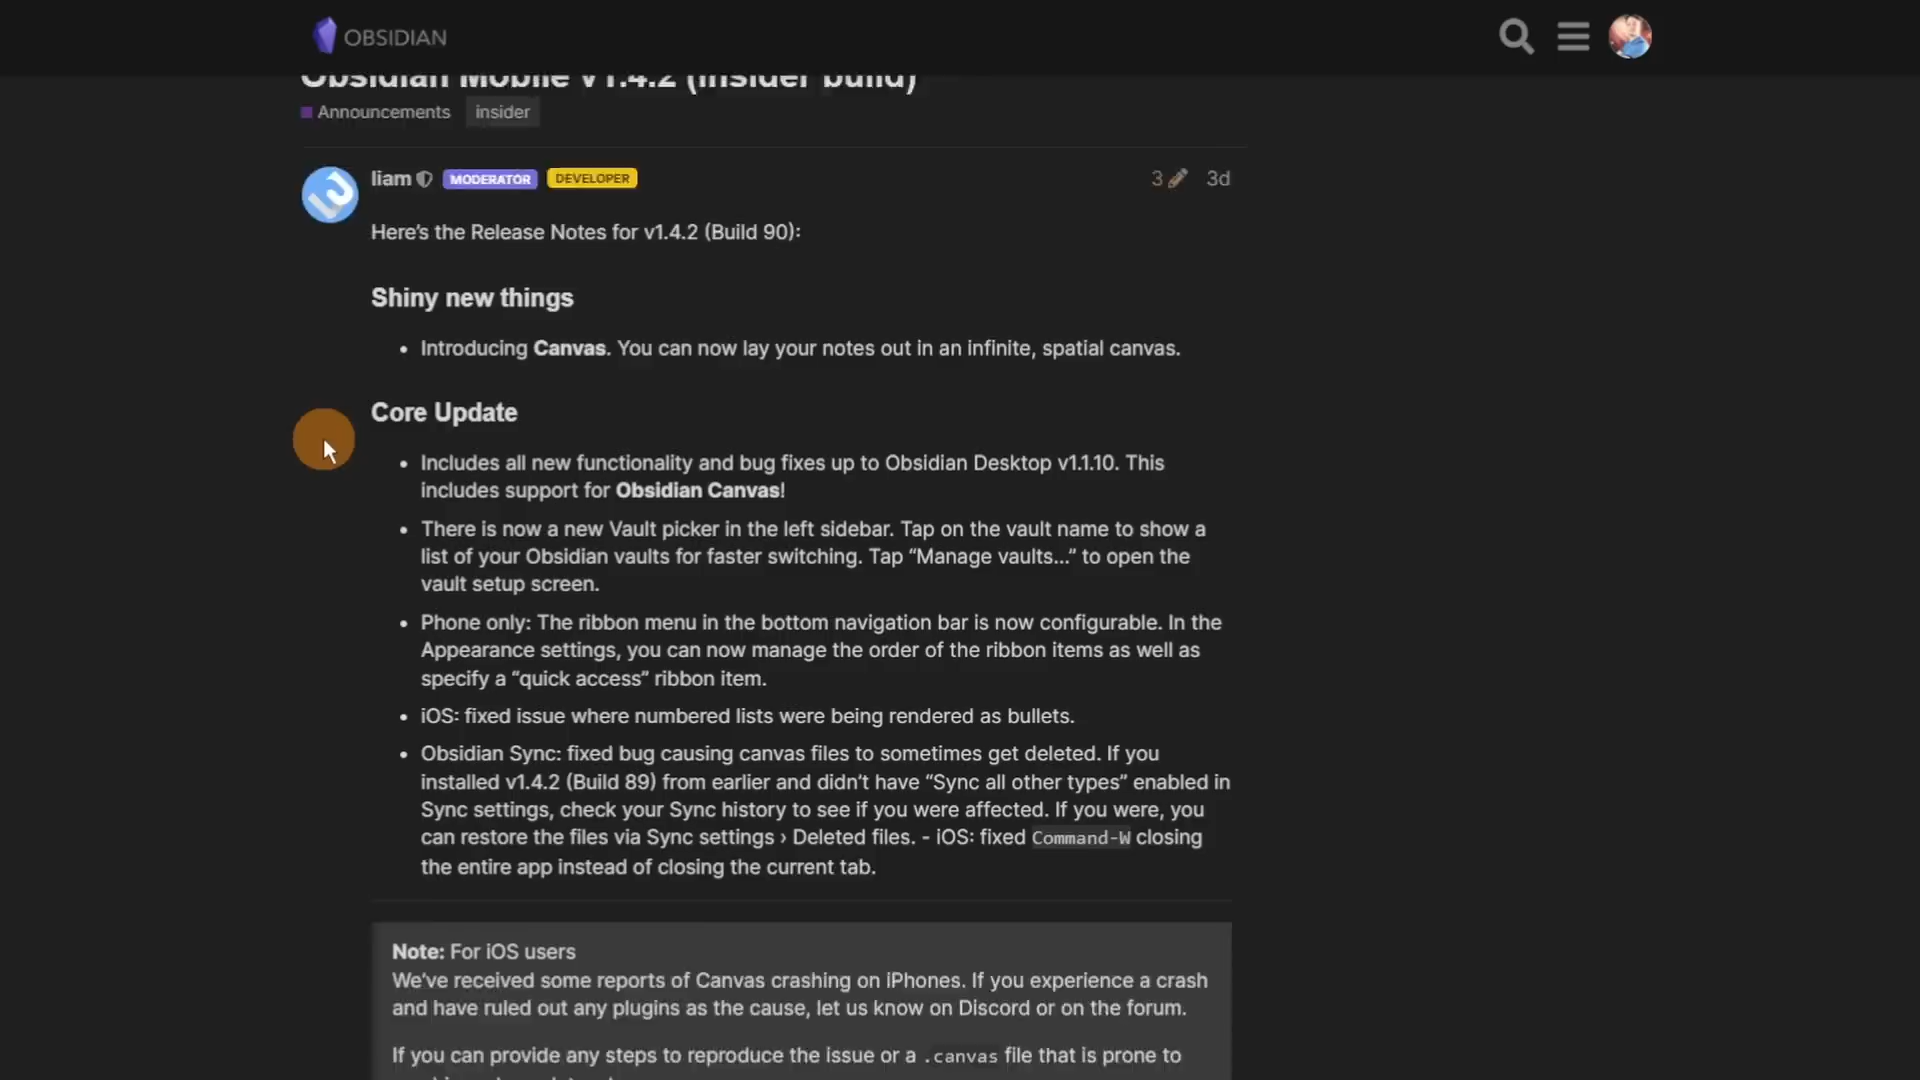 OBSIDIAN
Obsidian Mobile v1.4.2 (insider build)
Announcements insider
liam MODERATOR DEVELOPER 3 3d
Here's the Release Notes for v1.4.2 (Build 90):
Shiny new things
• Introducing Canvas. You can now lay your notes out in an infinite, spatial canvas.
Core Update
• Includes all new functionality and bug fixes up to Obsidian Desktop v1.1.10. This
includes support for Obsidian Canvas!
• There is now a new Vault picker in the left sidebar. Tap on the vault name to show a
list of your Obsidian vaults for faster switching. Tap “Manage vaults...“ to open the
vault setup screen.
• Phone only: The ribbon menu in the bottom navigation bar is now configurable. In the
Appearance settings, you can now manage the order of the ribbon items as well as
specify a “quick access” ribbon item.
• iOS: fixed issue where numbered lists were being rendered as bullets.
• Obsidian Sync: fixed bug causing canvas files to sometimes get deleted. If you
installed v1.4.2 (Build 89) from earlier and didn't have “Sync all other types” enabled in
Sync settings, check your Sync history to see if you were affected. If you were, you
can restore the files via Sync settings › Deleted files. - iOS: fixed Command-W closing
the entire app instead of closing the current tab.
Note: For iOS users
We've received some reports of Canvas crashing on iPhones. If you experience a crash
and have ruled out any plugins as the cause, let us know on Discord or on the forum.
If you can provide any steps to reproduce the issue or a .canvas file that is prone to